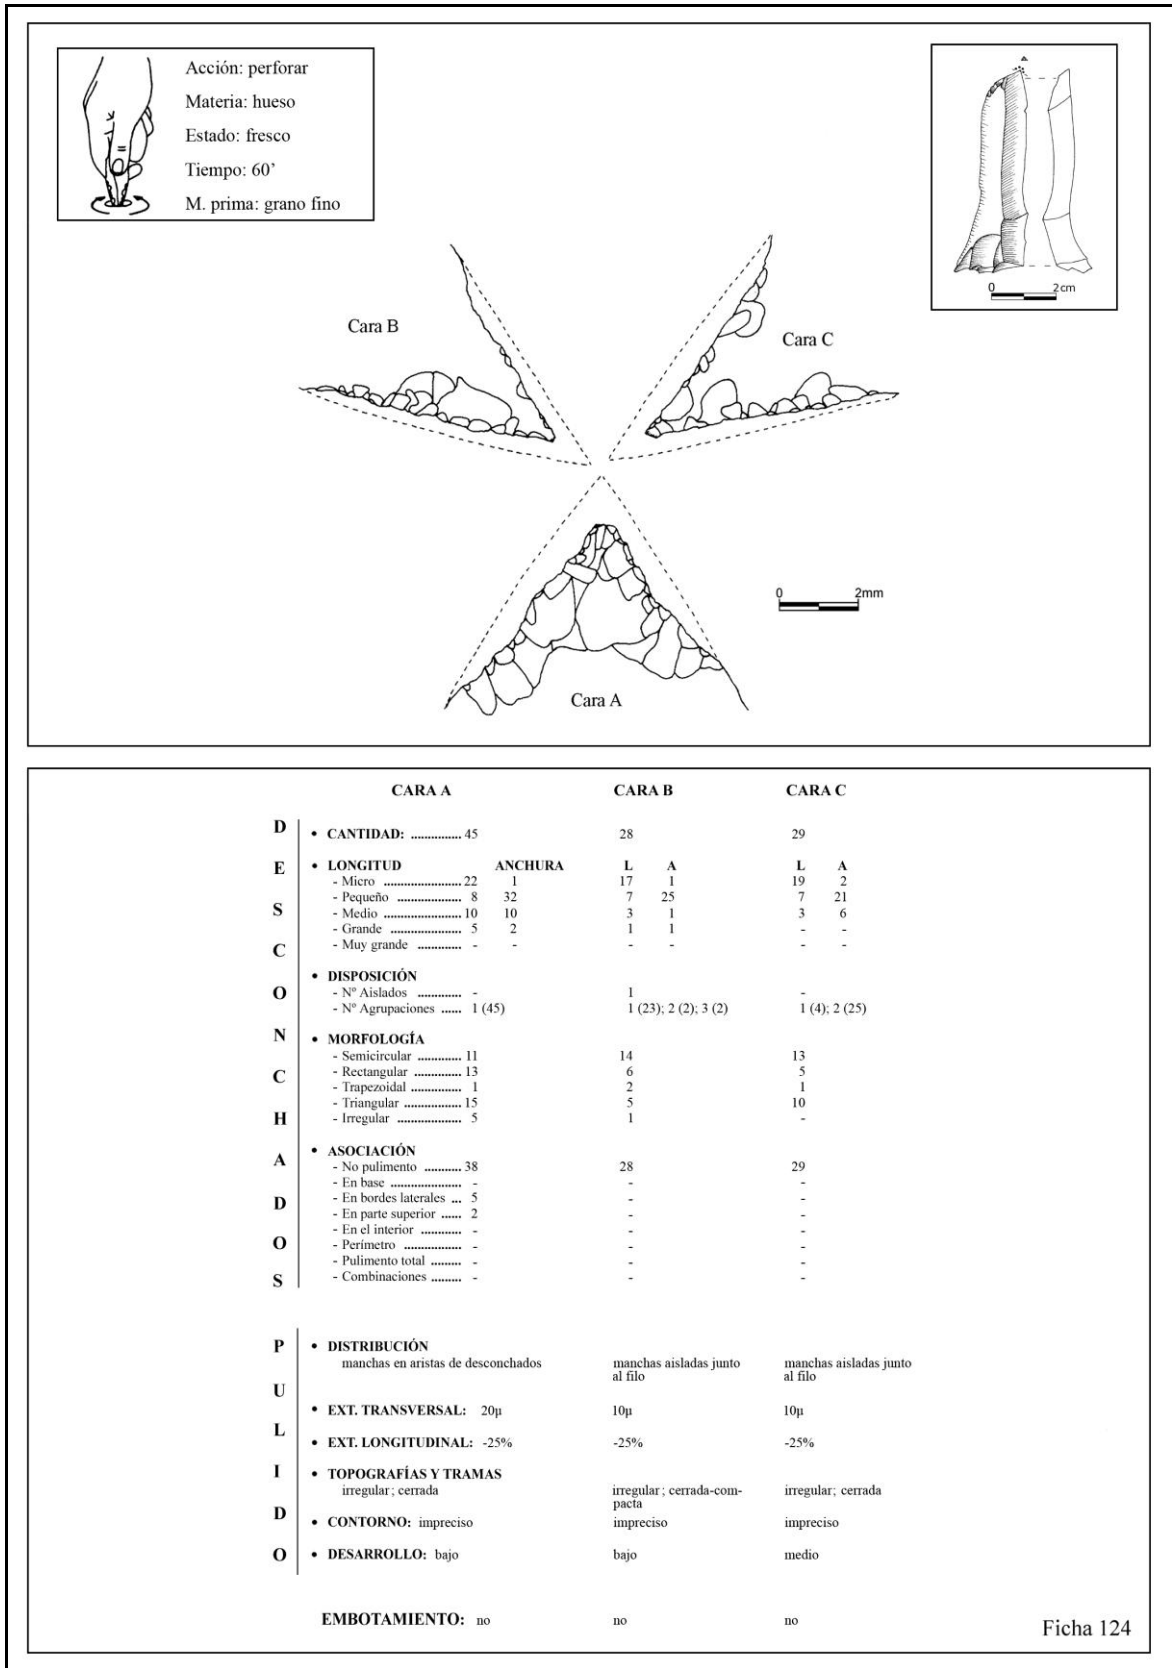 Acción: perforar
Materia: hueso
Estado: fresco
Tiempo: 60’
M. prima: grano fino
0 2cm
Cara B
Cara C
0 2mm
Cara A
CARA A CARA B CARA C
DESCONCHADOS
• CANTIDAD: ............... 45 28 29
• LONGITUD ANCHURA L A L A
- Micro ....................... 22 1 17 1 19 2
- Pequeño .................... 8 32 7 25 7 21
- Medio ....................... 10 10 3 1 3 6
- Grande ...................... 5 2 1 1 - -
- Muy grande ............. - - - - - -
• DISPOSICIÓN
- Nº Aislados ............. - 1 -
- Nº Agrupaciones ...... 1 (45) 1 (23); 2 (2); 3 (2) 1 (4); 2 (25)
• MORFOLOGÍA
- Semicircular ............. 11 14 13
- Rectangular .............. 13 6 5
- Trapezoidal ............... 1 2 1
- Triangular ................. 15 5 10
- Irregular ................... 5 1 -
• ASOCIACIÓN
- No pulimento ........... 38 28 29
- En base ..................... - - -
- En bordes laterales ... 5 - -
- En parte superior ...... 2 - -
- En el interior ............ - - -
- Perímetro ................. - - -
- Pulimento total ......... - - -
- Combinaciones ......... - - -
PULIDO
• DISTRIBUCIÓN
manchas en aristas de desconchados manchas aisladas junto manchas aisladas junto
al filo al filo
• EXT. TRANSVERSAL: 20µ 10µ 10µ
• EXT. LONGITUDINAL: -25% -25% -25%
• TOPOGRAFÍAS Y TRAMAS
irregular; cerrada irregular; cerrada-com- irregular; cerrada
pacta
• CONTORNO: impreciso impreciso impreciso
• DESARROLLO: bajo bajo medio
EMBOTAMIENTO: no no no
Ficha 124